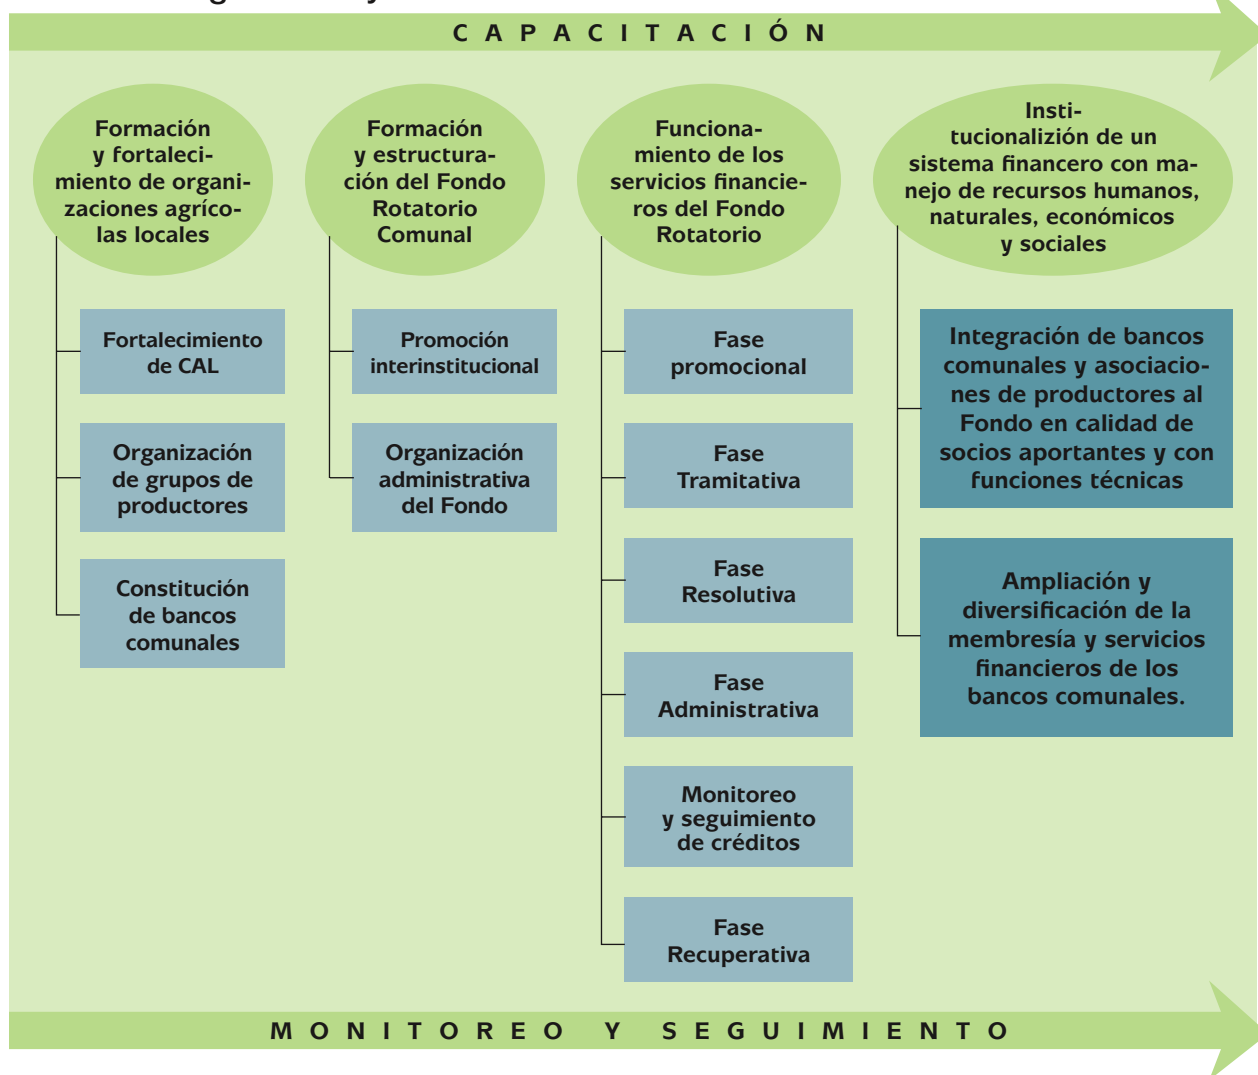 CAPACITACIÓN
Formación
y fortaleci-
miento de organi-
zaciones agríco-
las locales
Fortalecimiento
de CAL
Organización
de grupos de
productores
Constitución
de bancos
comunales
Formación
y estructura-
ción del Fondo
Rotatorio
Comunal
Promoción
interinstitucional
Organización
administrativa
del Fondo
Funciona-
miento de los
servicios financie-
ros del Fondo
Rotatorio
Fase
promocional
Fase
Tramitativa
Fase
Resolutiva
Fase
Administrativa
Monitoreo
y seguimiento
de créditos
Fase
Recuperativa
Insti-
tucionalizión de un
sistema financero con ma-
nejo de recursos humanos,
naturales, económicos
y sociales
Integración de bancos
comunales y asociacio-
nes de productores al
Fondo en calidad de
socios aportantes y con
funciones técnicas
Ampliación y
diversificación de la
membresía y servicios
financieros de los
bancos comunales.
MONITOREO Y SEGUIMIENTO